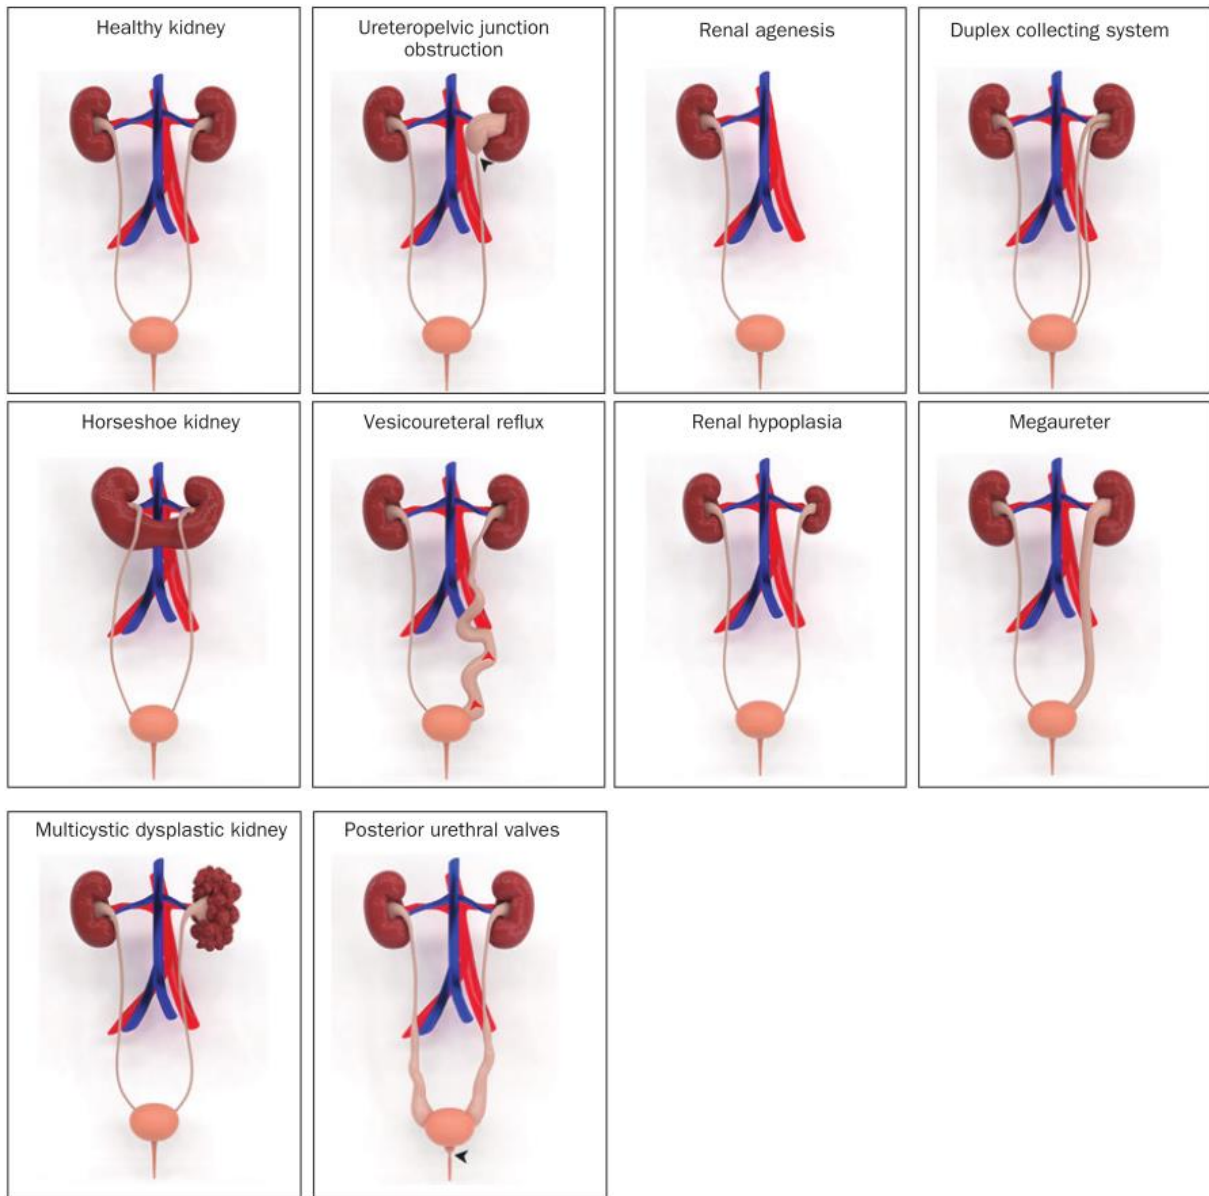 Healthy kidney
Ureteropelvic junction
obstruction
Renal agenesis
Duplex collecting system
Horseshoe kidney
Vesicoureteral reflux
Renal hypoplasia
Megaureter
Multicystic dysplastic kidney
Posterior urethral valves